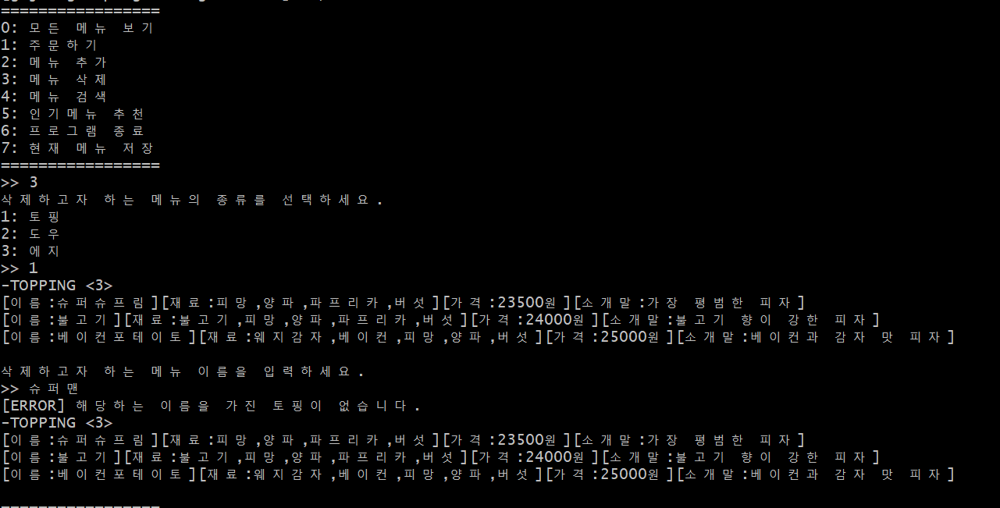 =================
0: 모든 메뉴 보기
1: 주문하기
2: 메뉴 추가
3: 메뉴 삭제
4: 메뉴 검색
5: 인기메뉴 추천
6: 프로그램 종료
7: 현재 메뉴 저장
=================
>> 3
삭제하고자 하는 메뉴의 종류를 선택하세요.
1: 토핑
2: 도우
3: 에지
>> 1
-TOPPING <3>
[이름:슈퍼슈프림][재료:피망,양파,파프리카,버섯][가격:23500원][소개말:가장 평범한 피자]
[이름:불고기][재료:불고기,피망,양파,파프리카,버섯][가격:24000원][소개말:불고기 향이 강한 피자]
[이름:베이컨포테이토][재료:웨지감자,베이컨,피망,양파,버섯][가격:25000원][소개말:베이컨과 감자 맛 피자]
삭제하고자 하는 메뉴 이름을 입력하세요.
>> 슈퍼맨
[ERROR] 해당하는 이름을 가진 토핑이 없습니다.
-TOPPING <3>
[이름:슈퍼슈프림][재료:피망,양파,파프리카,버섯][가격:23500원][소개말:가장 평범한 피자]
[이름:불고기][재료:불고기,피망,양파,파프리카,버섯][가격:24000원][소개말:불고기 향이 강한 피자]
[이름:베이컨포테이토][재료:웨지감자,베이컨,피망,양파,버섯][가격:25000원][소개말:베이컨과 감자 맛 피자]
=================